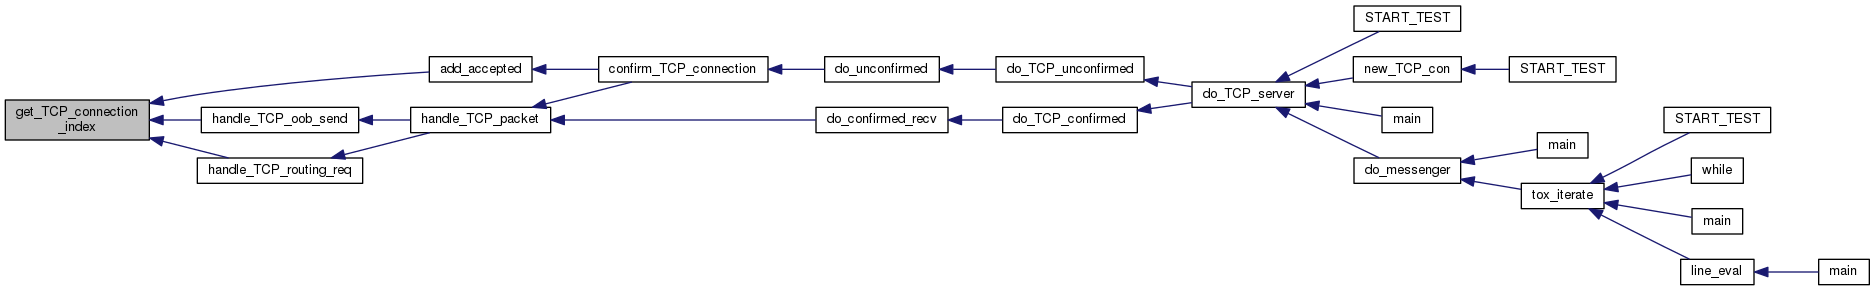 START_TEST
add_accepted
confirm_TCP_connection
do_unconfirmed
do_TCP_unconfirmed
new_TCP_con
START_TEST
do_TCP_server
get_TCP_connection
_index
handle_TCP_oob_send
handle_TCP_packet
do_confirmed_recv
do_TCP_confirmed
main
START_TEST
main
handle_TCP_routing_req
do_messenger
while
tox_iterate
main
line_eval
main